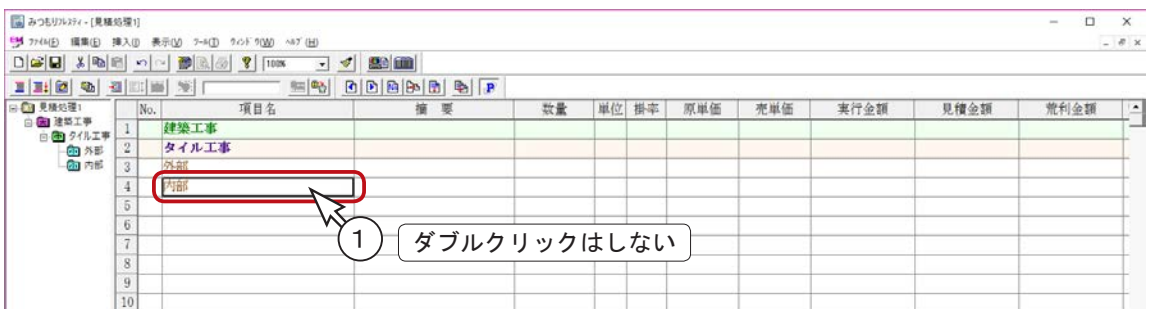 みつもりﾌﾚｽﾃｨ - [見積処理1]
ﾌｧｲﾙ(F) 編集(E) 挿入(I) 表示(V) ﾂｰﾙ(T) ｳｨﾝﾄﾞｳ(W) ﾍﾙﾌﾟ(H)
100%
見積処理1
建築工事
タイル工事
外部
内部
No. 項目名 摘 要 数量 単位 掛率 原単価 売単価 実行金額 見積金額 荒利金額
1 建築工事
2 タイル工事
3 外部
4 内部
5
6
7
8
9
10
1 ダブルクリックはしない